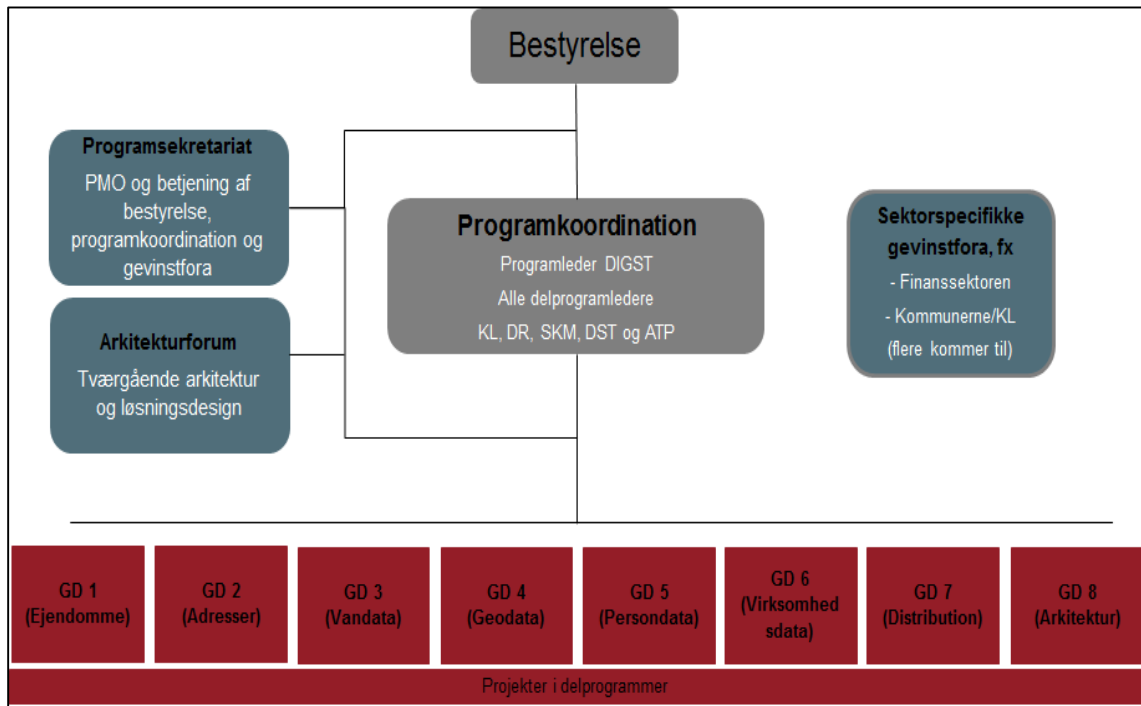 Bestyrelse
Programsekretariat
PMO og betjening af
bestyrelse,
programkoordination og
gevinstfora
Arkitekturforum
Tværgående arkitektur
og løsningsdesign
Programkoordination
Programleder DIGST
Alle delprogramledere
KL, DR, SKM, DST og ATP
Sektorspecifikke
gevinstfora, fx
- Finanssektoren
- Kommunerne/KL
(flere kommer til)
GD 1
(Ejendomme)
GD 2
(Adresser)
GD 3
(Vandata)
GD 4
(Geodata)
GD 5
(Persondata)
GD 6
(Virksomhed
sdata)
GD 7
(Distribution)
GD 8
(Arkitektur)
Projekter i delprogrammer